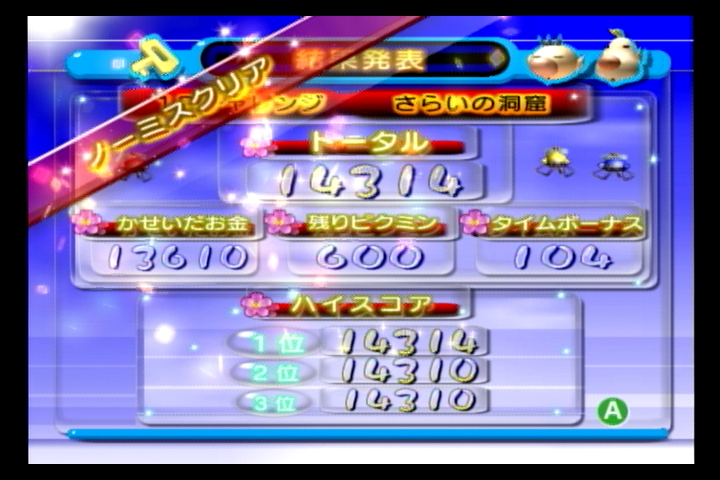 結果発表
ノーミスクリア
チャレンジ さらいの洞窟
トータル
14314
かせいだお金 残りピクミン タイムボーナス
13610 600 104
ハイスコア
1位 14314
2位 14310
3位 14310
A